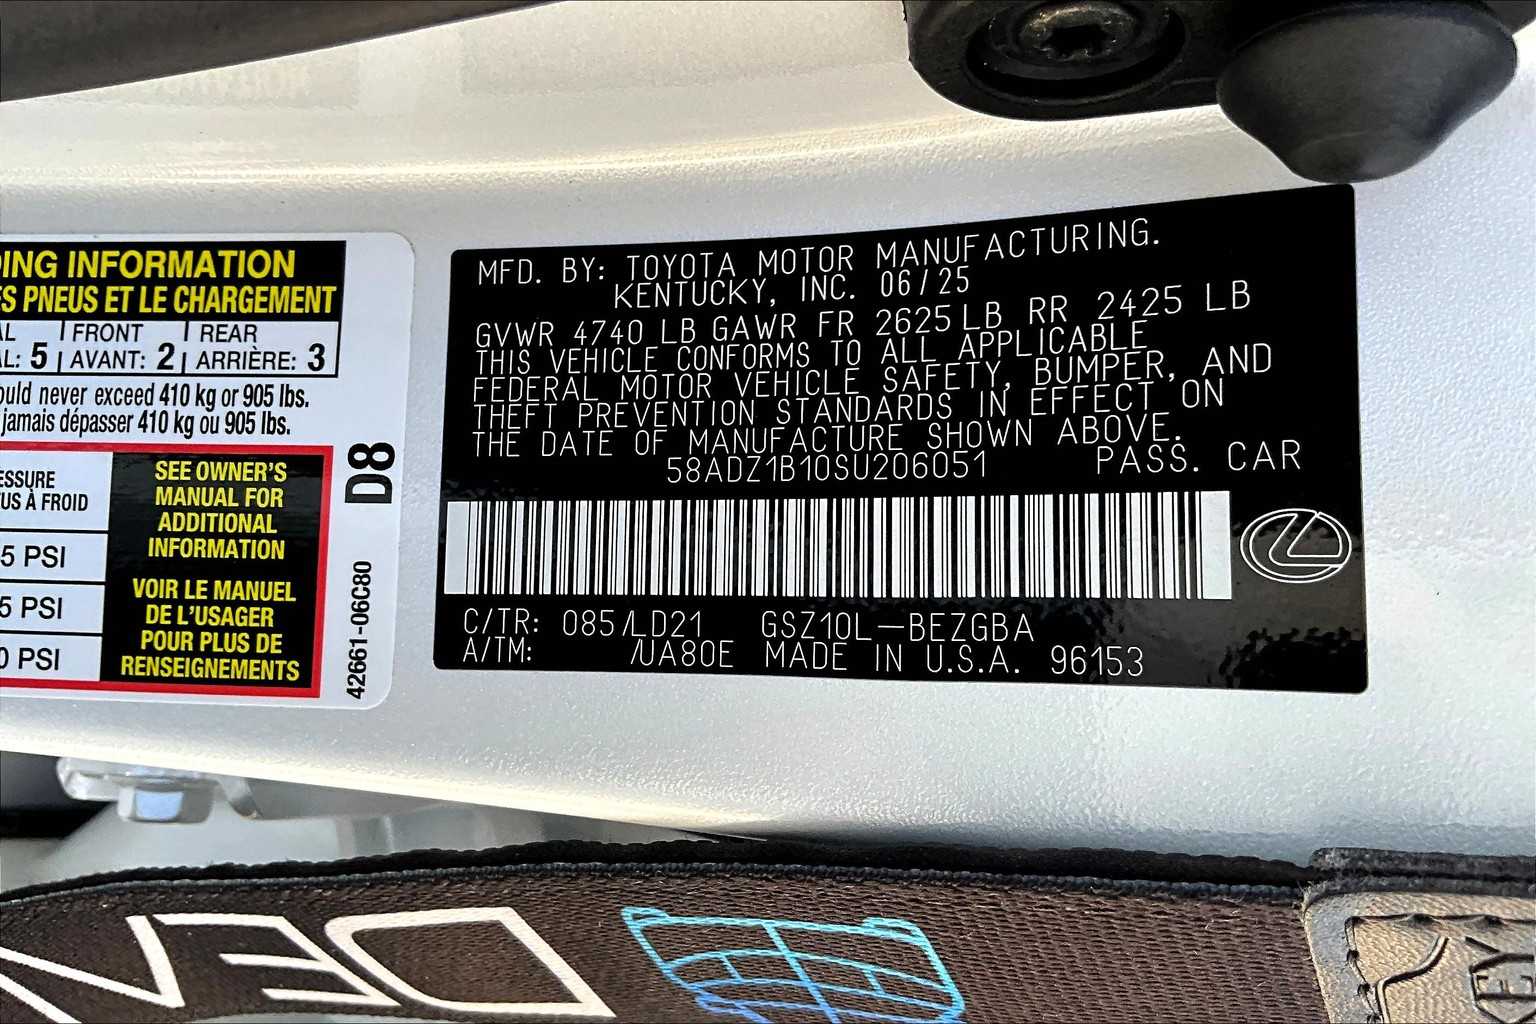 ING INFORMATION
S PNEUS ET LE CHARGEMENT
AL FRONT REAR
AL: 5 AVANT: 2 ARRIÈRE: 3
ould never exceed 410 kg or 905 lbs.
jamais dépasser 410 kg ou 905 lbs.
ESSURE
US À FROID
5 PSI
5 PSI
0 PSI
SEE OWNER'S
MANUAL FOR
ADDITIONAL
INFORMATION
VOIR LE MANUEL
DE L'USAGER
POUR PLUS DE
RENSEIGNEMENTS
D8
42661-06C80
MFD. BY: TOYOTA MOTOR MANUFACTURING.
KENTUCKY, INC. 06/25
GVWR 4740 LB GAWR FR 2625 LB RR 2425 LB
THIS VEHICLE CONFORMS TO ALL APPLICABLE
FEDERAL MOTOR VEHICLE SAFETY, BUMPER, AND
THEFT PREVENTION STANDARDS IN EFFECT ON
THE DATE OF MANUFACTURE SHOWN ABOVE.
58ADZ1B10SU206051 PASS. CAR
C/TR: 085/LD21 GSZ10L-BEZGBA
A/TM: /UA80E MADE IN U.S.A. 96153